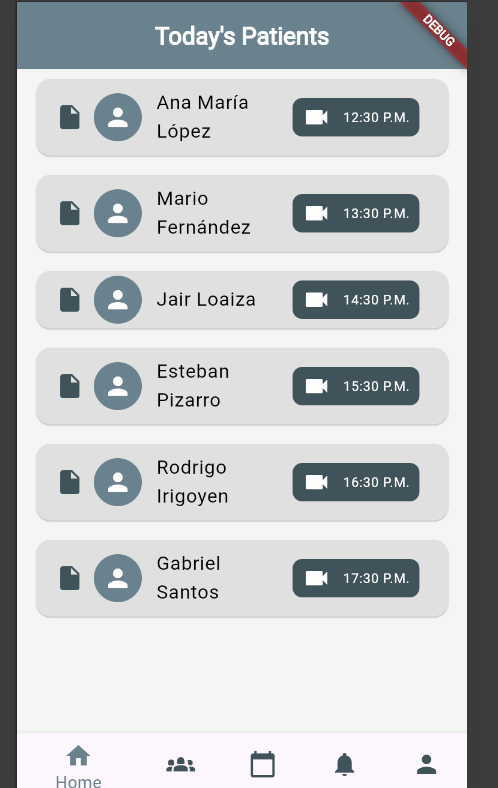 Today's Patients
DEBUG
Ana María
López
12:30 P.M.
Mario
Fernández
13:30 P.M.
Jair Loaiza
14:30 P.M.
Esteban
Pizarro
15:30 P.M.
Rodrigo
Irigoyen
16:30 P.M.
Gabriel
Santos
17:30 P.M.
Home